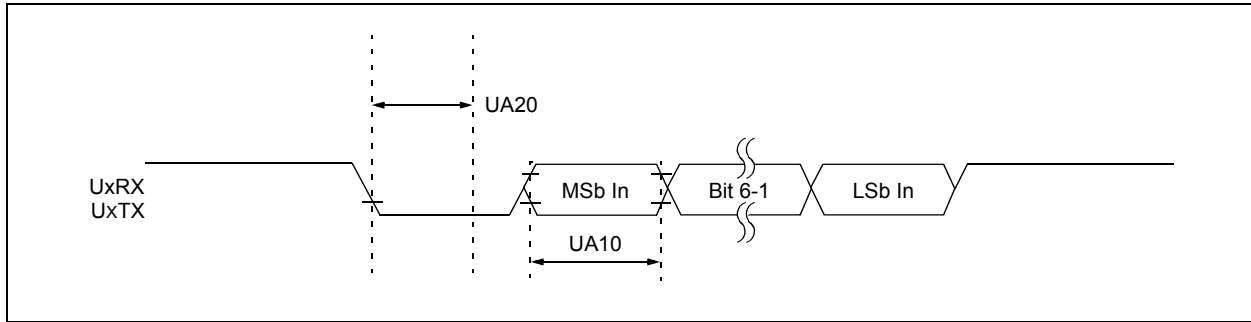 UA20
UxRX
UxTX
MSb In
Bit 6-1
LSb In
UA10